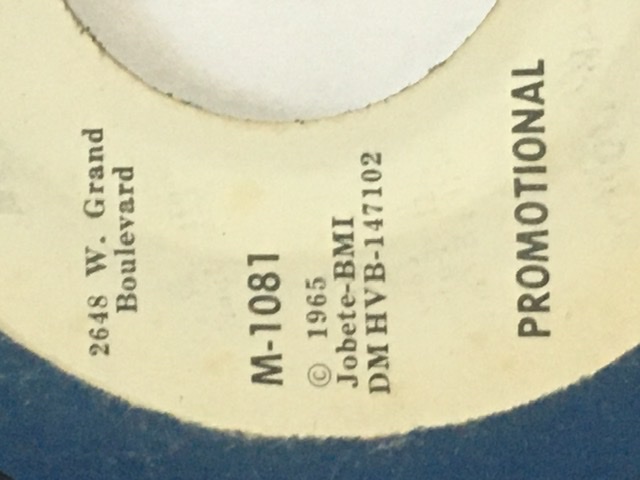 2648 W. Grand
Boulevard
M-1081
© 1965
Jobete-BMI
DM HVB-147102
PROMOTIONAL